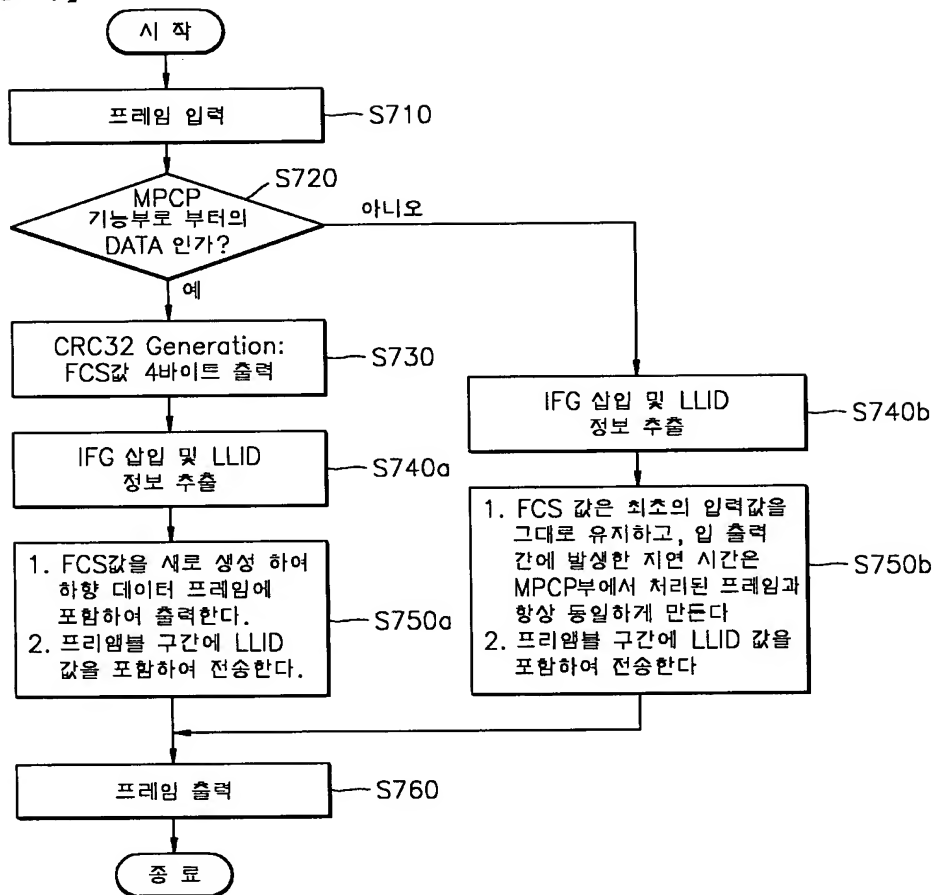 시 작
프레임 입력
S710
S720
MPCP
기능부로 부터의
DATA 인가?
아니오
예
CRC32 Generation:
FCS값 4바이트 출력
S730
IFG 삽입 및 LLID
정보 추출
S740a
IFG 삽입 및 LLID
정보 추출
S740b
1. FCS값을 새로 생성 하여
하향 데이터 프레임에
포함하여 출력한다.
2. 프리앰블 구간에 LLID
값을 포함하여 전송한다.
S750a
1. FCS 값은 최초의 입력값을
그대로 유지하고, 입 출력
간에 발생한 지연 시간은
MPCP부에서 처리된 프레임과
항상 동일하게 만든다
2. 프리앰블 구간에 LLID 값을
포함하여 전송한다
S750b
프레임 출력
S760
종 료